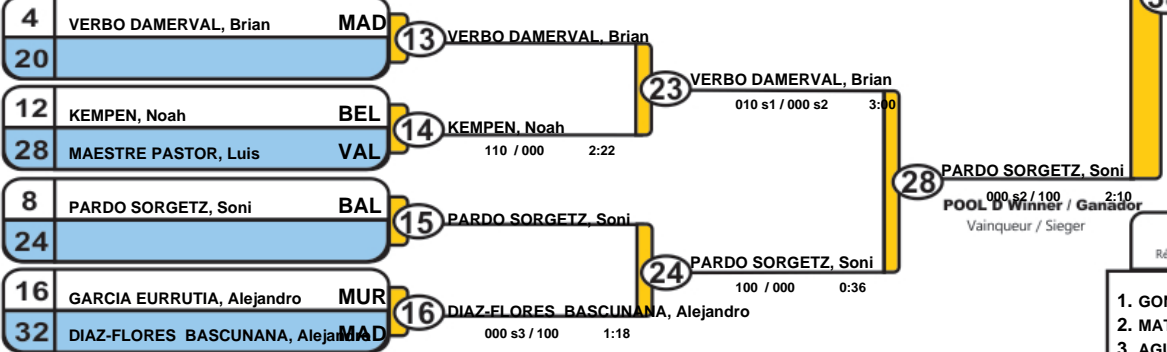 4 VERBO DAMERVAL, Brian MAD
20
13 VERBO DAMERVAL, Brian
12 KEMPEN, Noah BEL
28 MAESTRE PASTOR, Luis VAL
14 KEMPEN, Noah
110 / 000 2:22
23 VERBO DAMERVAL, Brian
010 s1 / 000 s2 3:00
8 PARDO SORGETZ, Soni BAL
24
15 PARDO SORGETZ, Soni
16 GARCIA EURRUTIA, Alejandro MUR
32 DIAZ-FLORES BASCUNANA, Alejandro MAD
16 DIAZ-FLORES BASCUNANA, Alejandro
000 s3 / 100 1:18
24 PARDO SORGETZ, Soni
100 / 000 0:36
28 PARDO SORGETZ, Soni
000 s2 / 100 2:10
POOL D Winner / Ganador
Vainqueur / Sieger
1.
2.
3.